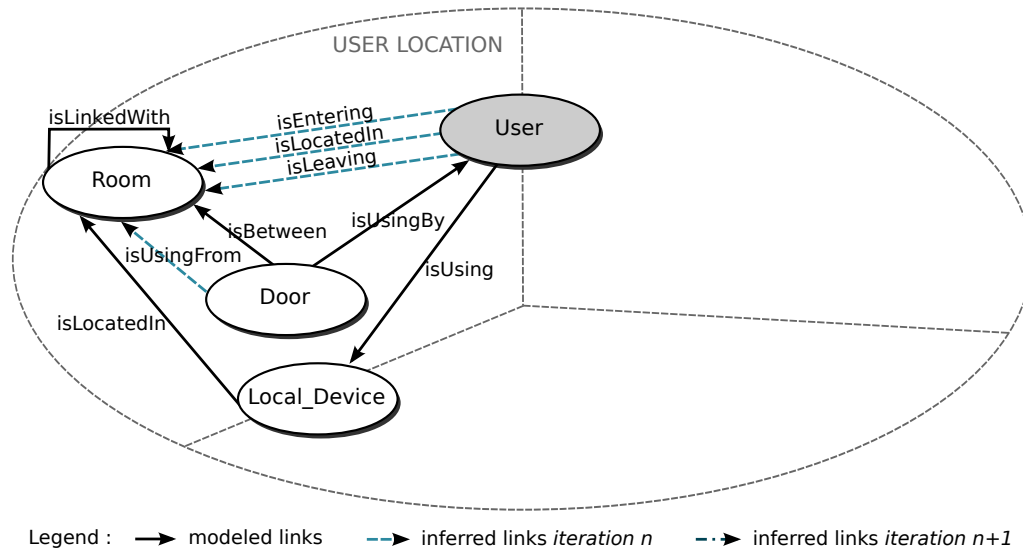 USER LOCATION
isLinkedWith
isEntering
User
isLocatedIn
isLeaving
Room
isUsingBy
isBetween
isUsingFrom
isUsing
Door
isLocatedIn
Local_Device
Legend : modeled links inferred links iteration n inferred links iteration n+1